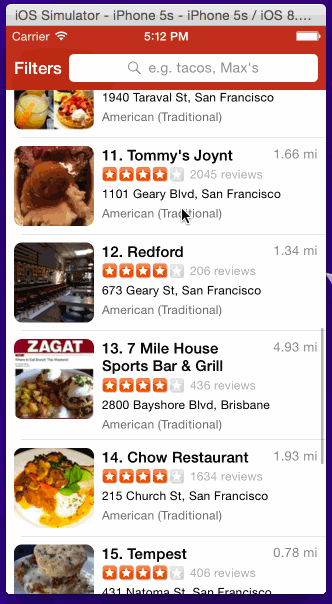 iOS Simulator - iPhone 5s - iPhone 5s / iOS 8....
Carrier 5:12 PM
Filters e.g. tacos, Max's
1940 Taraval St, San Francisco
American (Traditional)
11. Tommy's Joynt 1.66 mi
2045 reviews
1101 Geary Blvd, San Francisco
American (Traditional)
12. Redford 1.34 mi
206 reviews
673 Geary St, San Francisco
American (Traditional)
ZAGAT
13. 7 Mile House 4.93 mi
Sports Bar & Grill
436 reviews
2800 Bayshore Blvd, Brisbane
American (Traditional)
14. Chow Restaurant 1.93 mi
1634 reviews
215 Church St, San Francisco
American (Traditional)
15. Tempest 0.78 mi
406 reviews
431 Natoma St, San Francisco